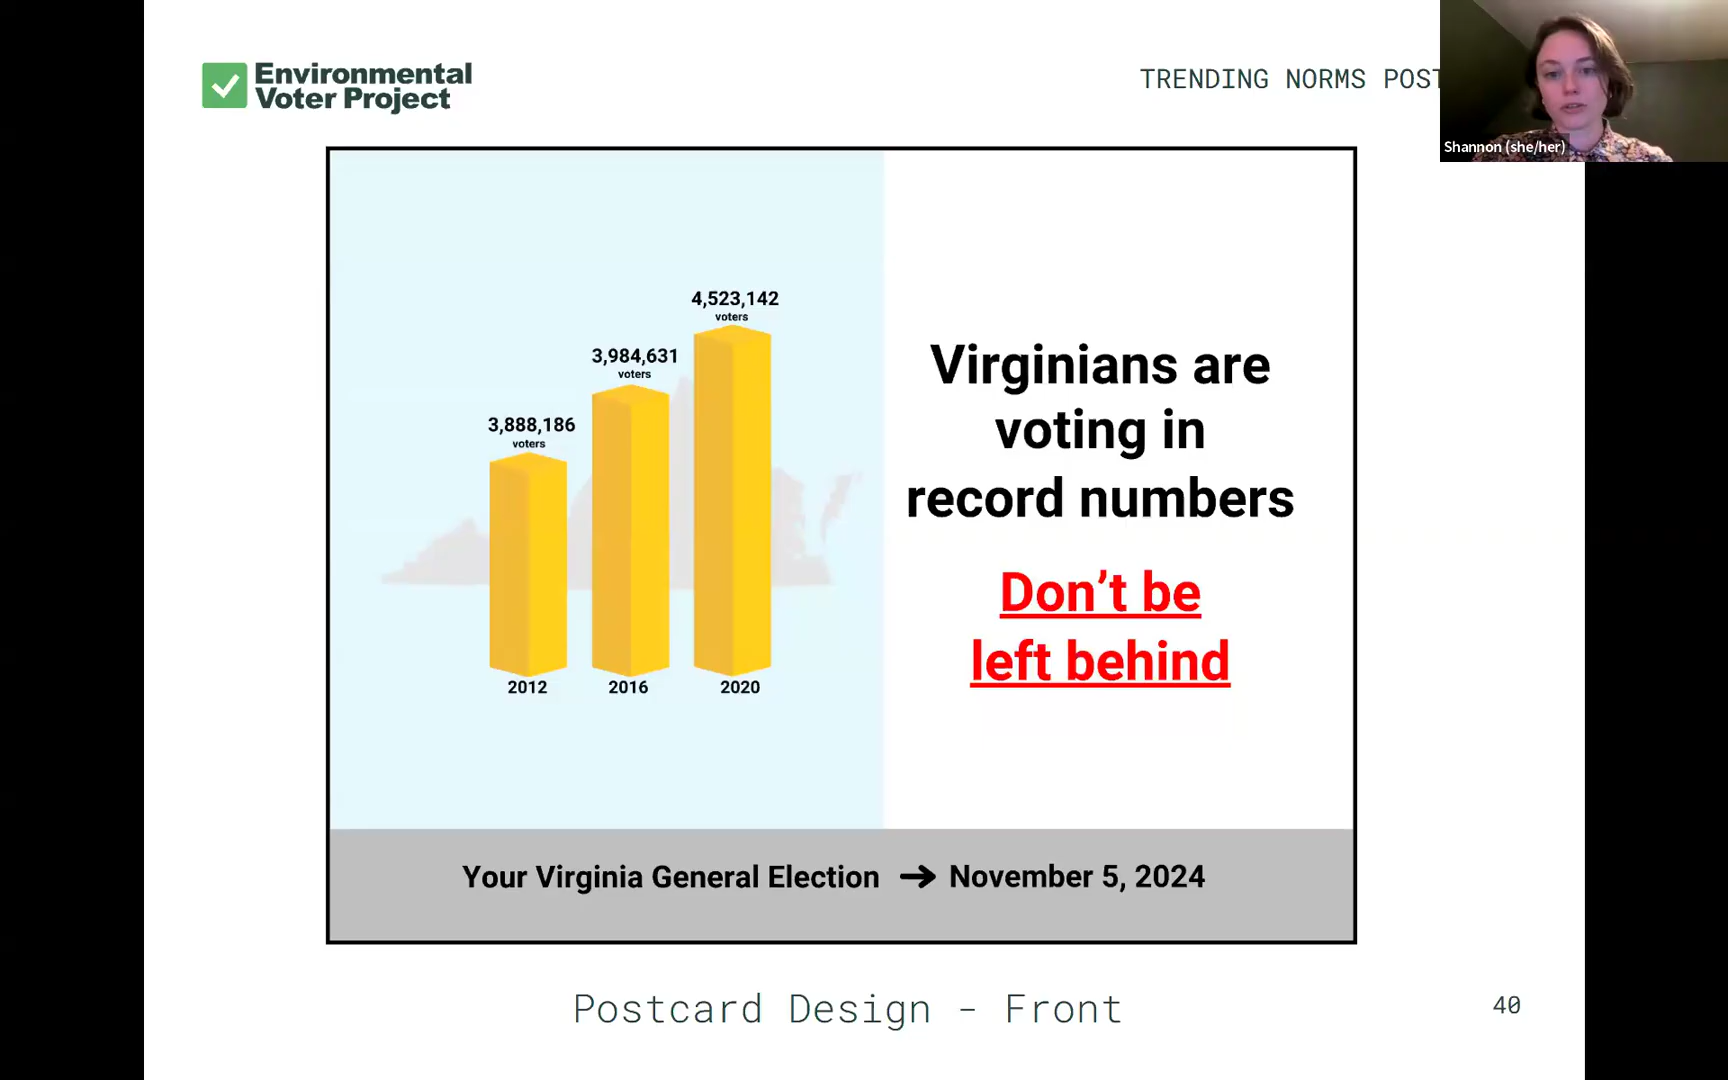 Environmental
Voter Project
TRENDING NORMS POST
Shannon (she/her)
4,523,142
voters
3,984,631
voters
3,888,186
voters
2012
2016
2020
Virginians are
voting in
record numbers
Don't be
left behind
Your Virginia General Election → November 5, 2024
Postcard Design - Front
40